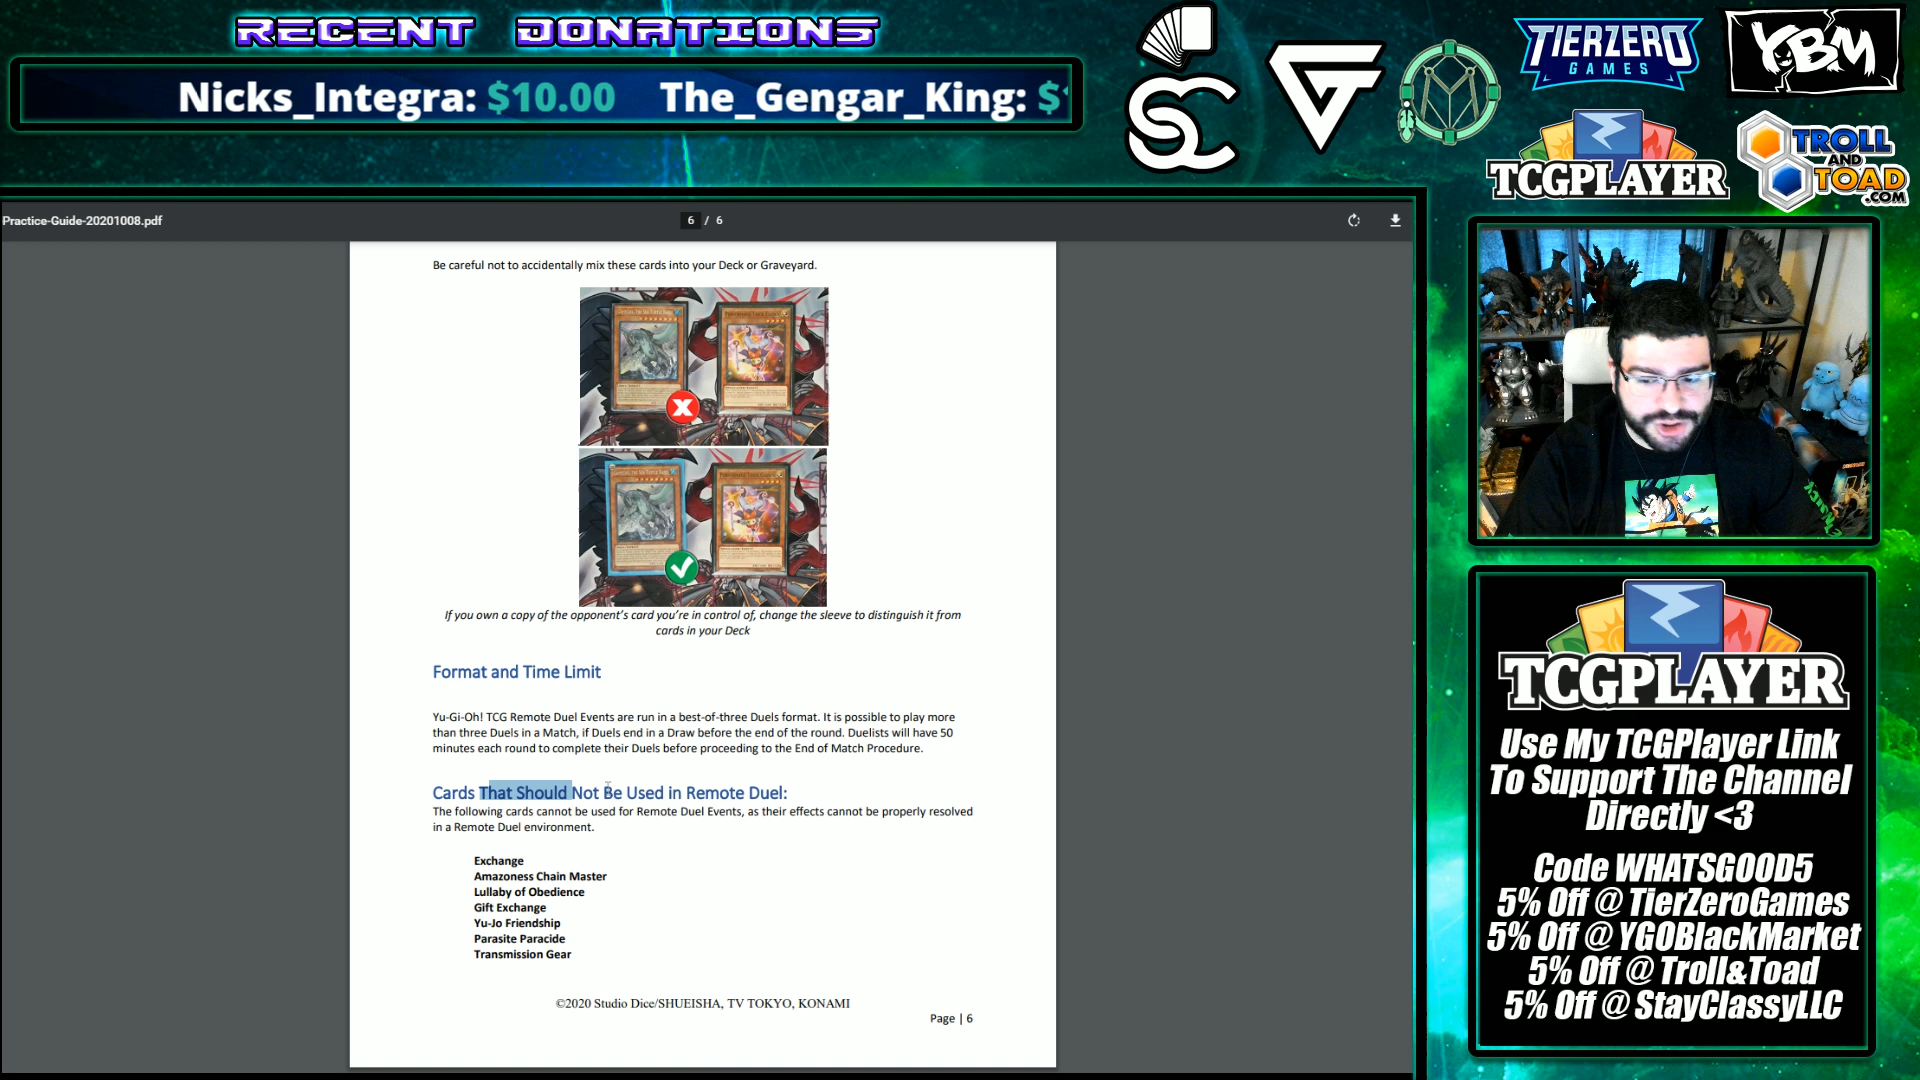 RECENT DONATIONS
Nicks_Integra: $10.00 The_Gengar_King: $
SC
TIERZERO
GAMES
YBM
TCGPLAYER
TROLL
AND
TOAD
.COM
Practice-Guide-20201008.pdf
6 / 6
Be careful not to accidentally mix these cards into your Deck or Graveyard.
If you own a copy of the opponent's card you're in control of, change the sleeve to distinguish it from
cards in your Deck
Format and Time Limit
Yu-Gi-Oh! TCG Remote Duel Events are run in a best-of-three Duels format. It is possible to play more
than three Duels in a Match, if Duels end in a Draw before the end of the round. Duelists will have 50
minutes each round to complete their Duels before proceeding to the End of Match Procedure.
Cards That Should Not Be Used in Remote Duel:
The following cards cannot be used for Remote Duel Events, as their effects cannot be properly resolved
in a Remote Duel environment.
Exchange
Amazoness Chain Master
Lullaby of Obedience
Gift Exchange
Yu-Jo Friendship
Parasite Paracide
Transmission Gear
©2020 Studio Dice/SHUEISHA, TV TOKYO, KONAMI
Page | 6
TCGPLAYER
Use My TCGPlayer Link
To Support The Channel
Directly <3
Code WHATSGOOD5
5% Off @ TierZeroGames
5% Off @ YGOBlackMarket
5% Off @ Troll&Toad
5% Off @ StayClassyLLC